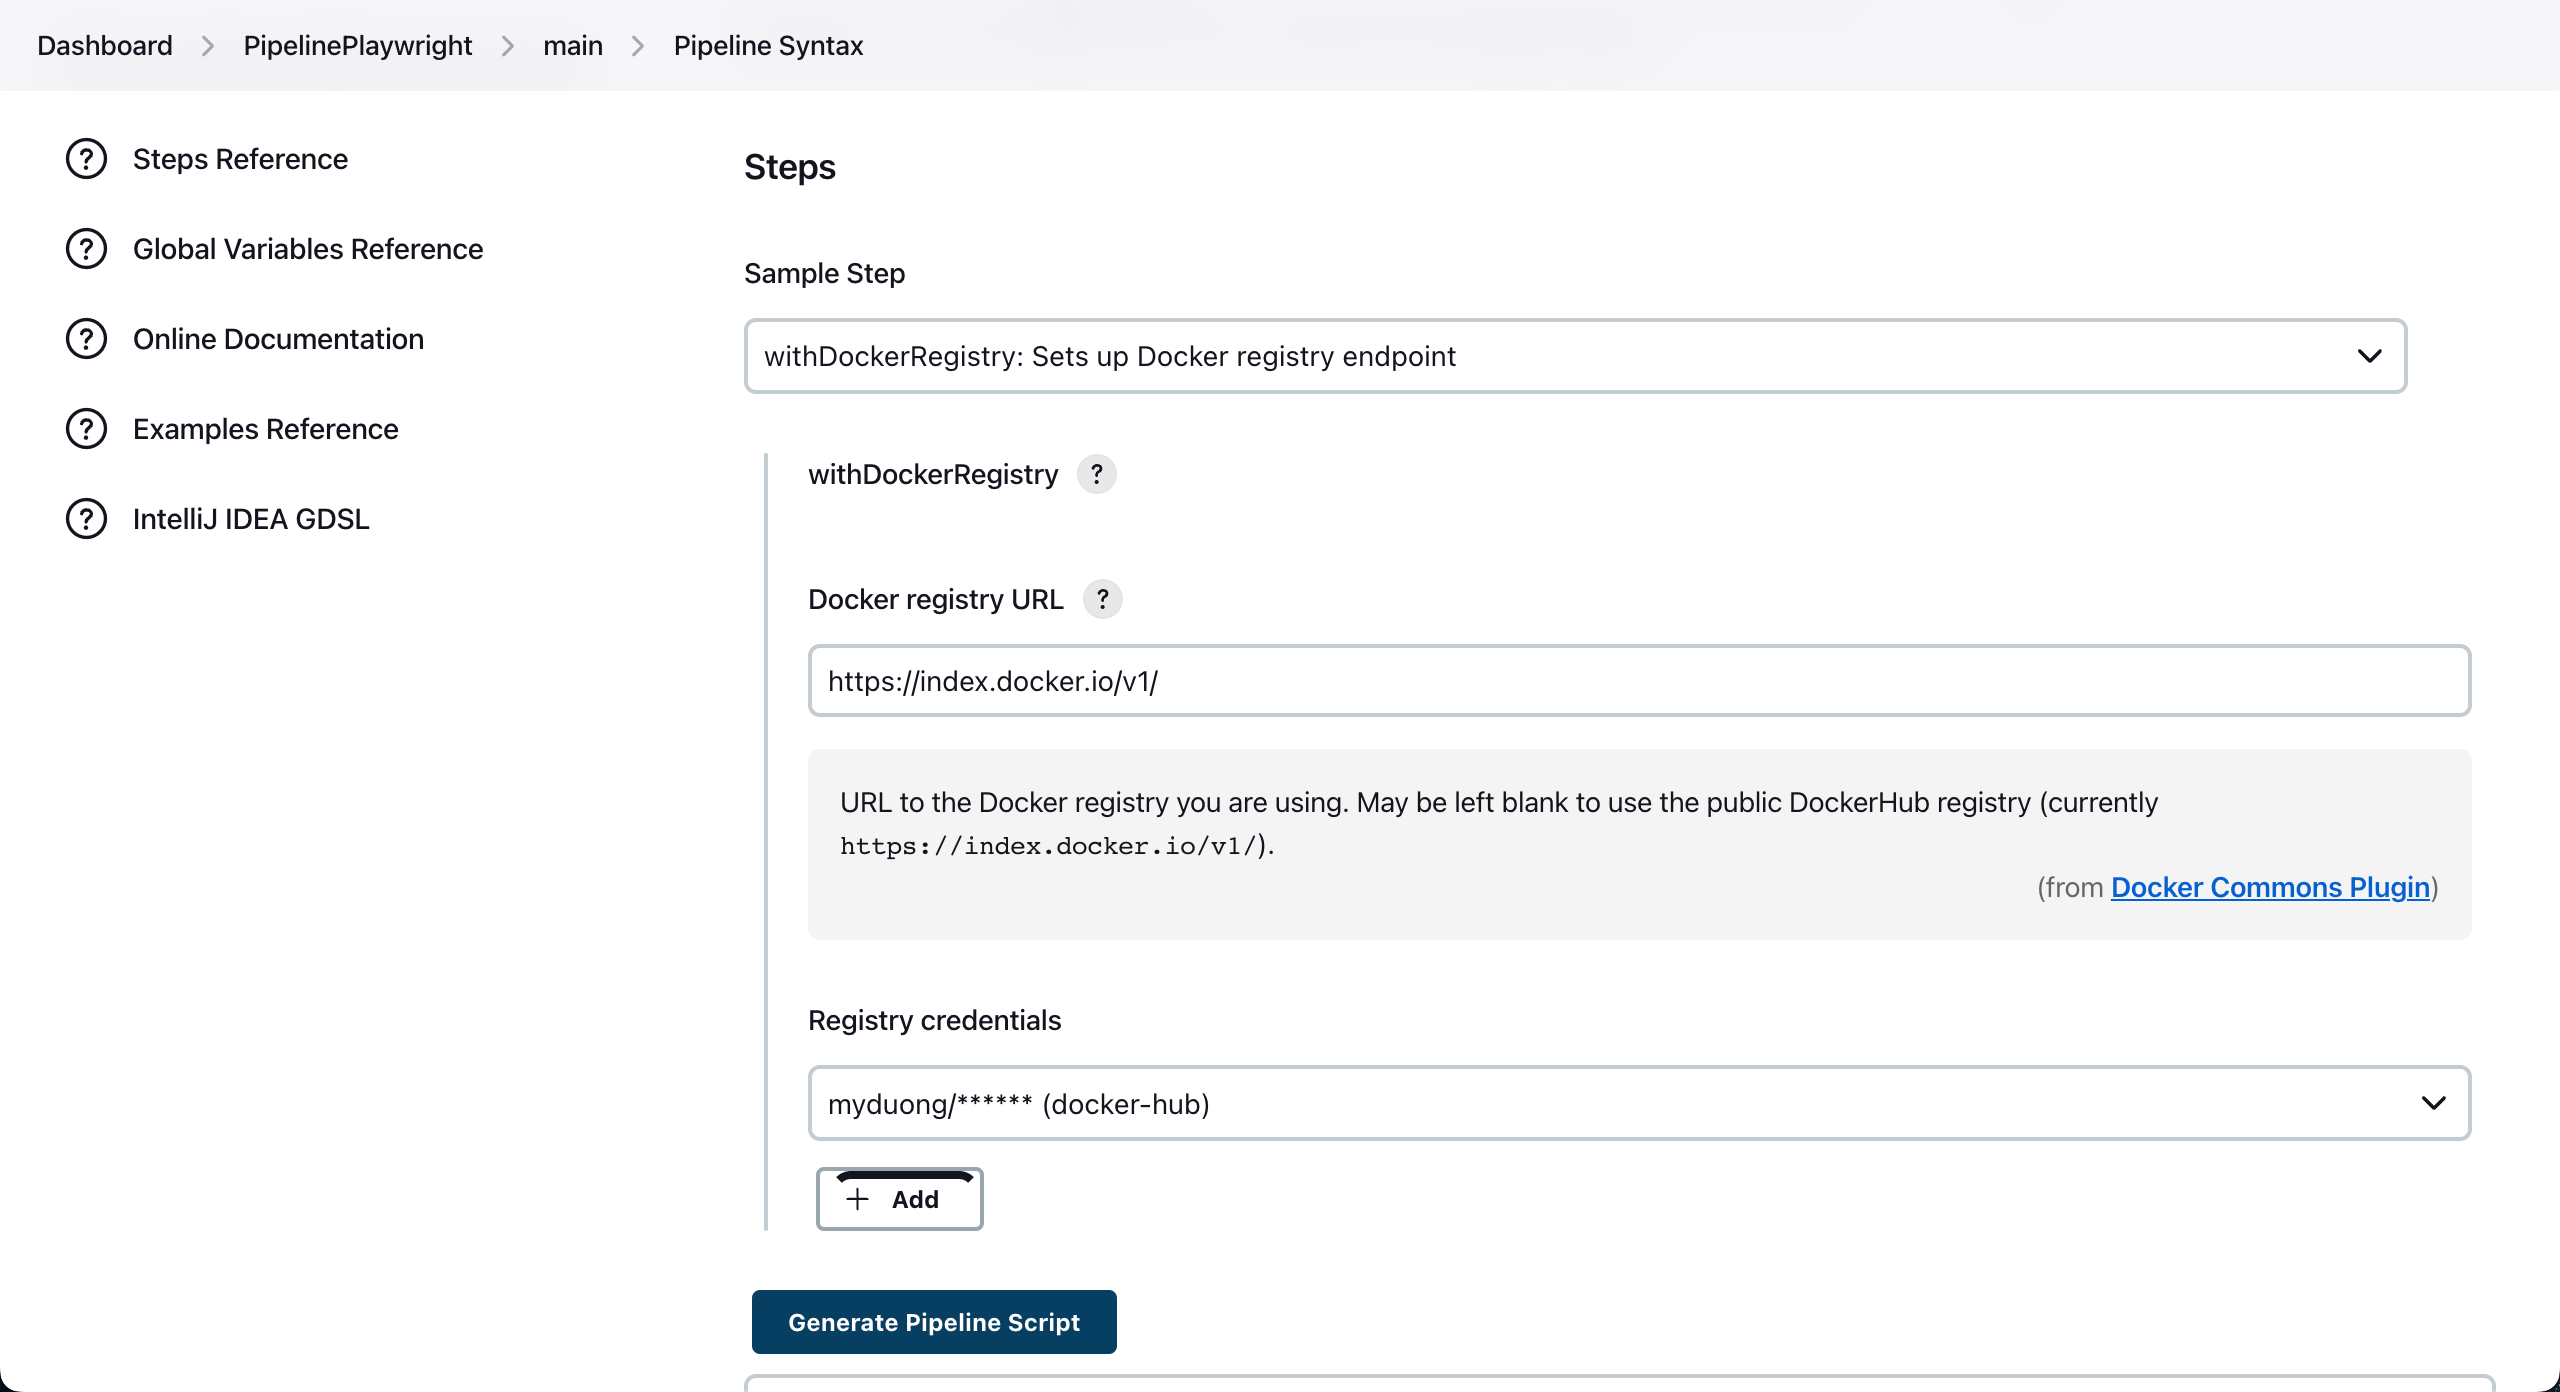 Dashboard > PipelinePlaywright > main > Pipeline Syntax
? Steps Reference
? Global Variables Reference
? Online Documentation
? Examples Reference
? IntelliJ IDEA GDSL
Steps
Sample Step
withDockerRegistry: Sets up Docker registry endpoint
withDockerRegistry ?
Docker registry URL ?
https://index.docker.io/v1/
URL to the Docker registry you are using. May be left blank to use the public DockerHub registry (currently
https://index.docker.io/v1/).
(from Docker Commons Plugin)
Registry credentials
myduong/****** (docker-hub)
+ Add
Generate Pipeline Script